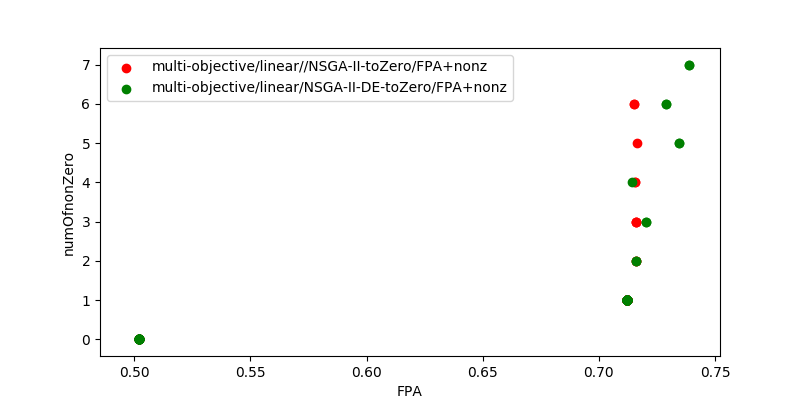 multi-objective/linear//NSGA-II-toZero/FPA+nonz
multi-objective/linear/NSGA-II-DE-toZero/FPA+nonz
7
6
5
4
3
2
1
0
numOfnonZero
0.50 0.55 0.60 0.65 0.70 0.75
FPA